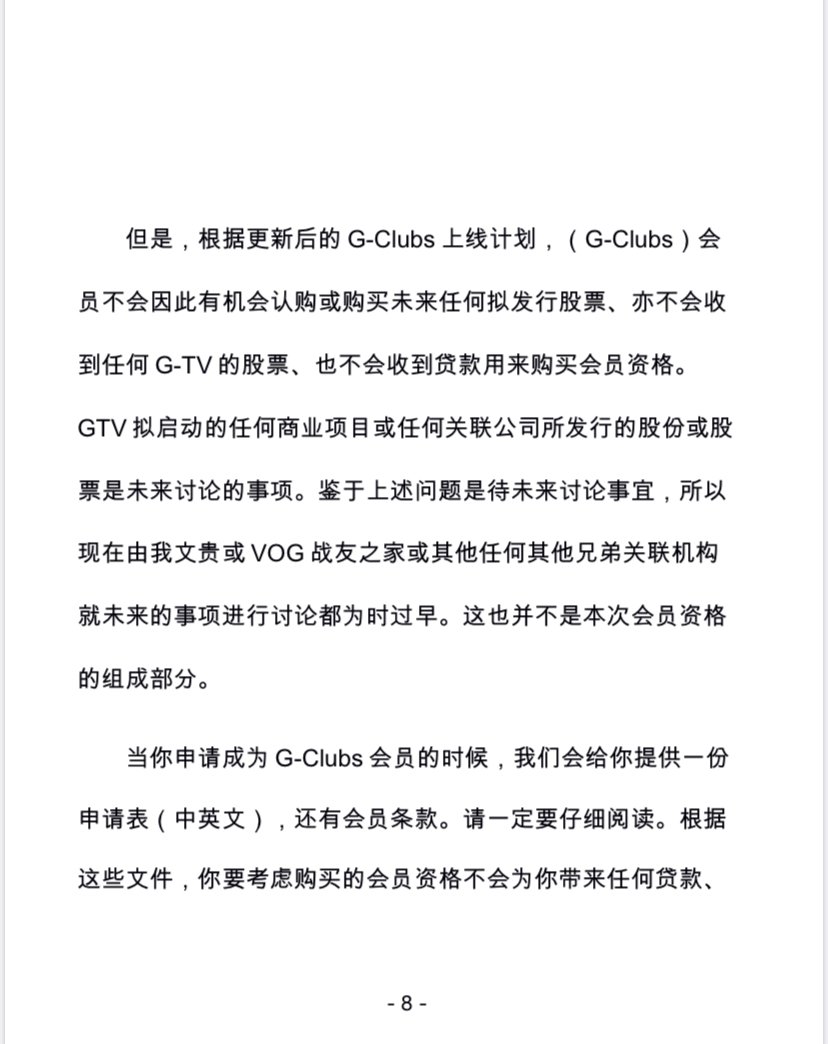 但是，根据更新后的 G-Clubs 上线计划，（G-Clubs）会
员不会因此有机会认购或购买未来任何拟发行股票、亦不会收
到任何 G-TV 的股票、也不会收到贷款用来购买会员资格。
GTV 拟启动的任何商业项目或任何关联公司所发行的股份或股
票是未来讨论的事项。鉴于上述问题是待未来讨论事宜，所以
现在由我文贵或 VOG 战友之家或其他任何其他兄弟关联机构
就未来的事项进行讨论都为时过早。这也并不是本次会员资格
的组成部分。
当你申请成为 G-Clubs 会员的时候，我们会给你提供一份
申请表（中英文），还有会员条款。请一定要仔细阅读。根据
这些文件，你要考虑购买的会员资格不会为你带来任何贷款、
- 8 -